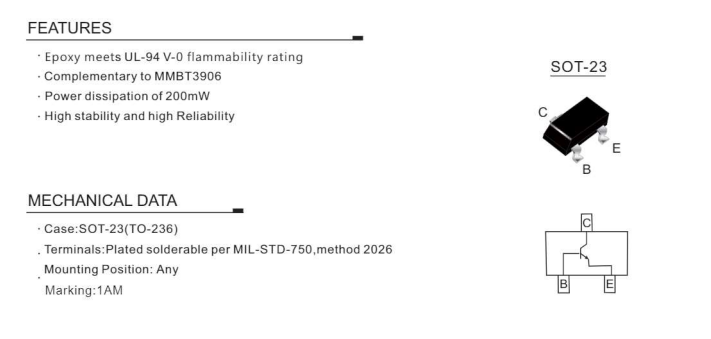 FEATURES
· Epoxy meets UL-94 V-0 flammability rating
· Complementary to MMBT3906
· Power dissipation of 200mW
· High stability and high Reliability
SOT-23
C
E
B
MECHANICAL DATA
· Case:SOT-23(TO-236)
. Terminals:Plated solderable per MIL-STD-750,method 2026
. Mounting Position: Any
Marking:1AM
C
B E